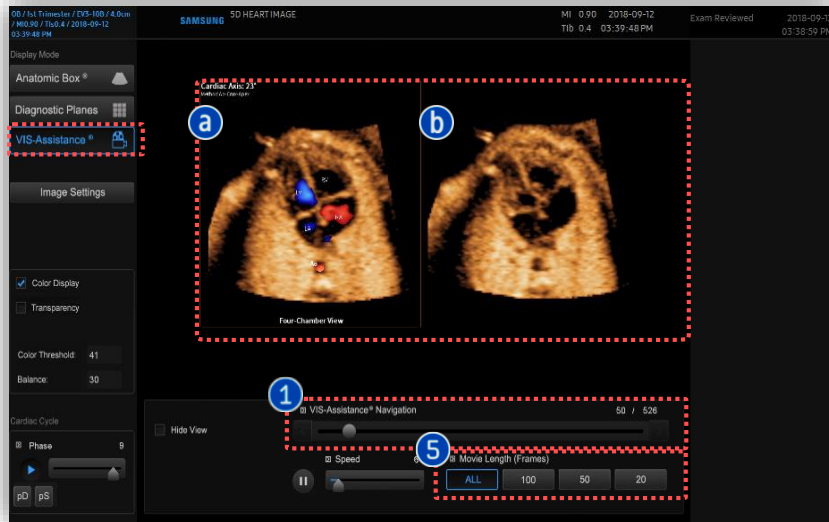 OB / Ist Trimester / EV3-10B / 4.0cm
/ MI0.90 / TIs0.4 / 2018-09-12
03:39:48 PM
SAMSUNG
5D HEART IMAGE
MI 0.90 2018-09-12
TIb 0.4 03:39:48 PM
Exam Reviewed
2018-09-12
03:38:59 PM
Display Mode
Anatomic Box ®
Diagnostic Planes
VIS-Assistance ®
Image Settings
Color Display
Transparency
Color Threshold: 41
Balance: 30
Cardiac Cycle
Phase 9
pD pS
Cardiac Axis: 23°
a
b
Four-Chamber View
1
VIS-Assistance® Navigation 50 / 526
Hide View
Speed
5
Movie Length (Frames)
ALL 100 50 20